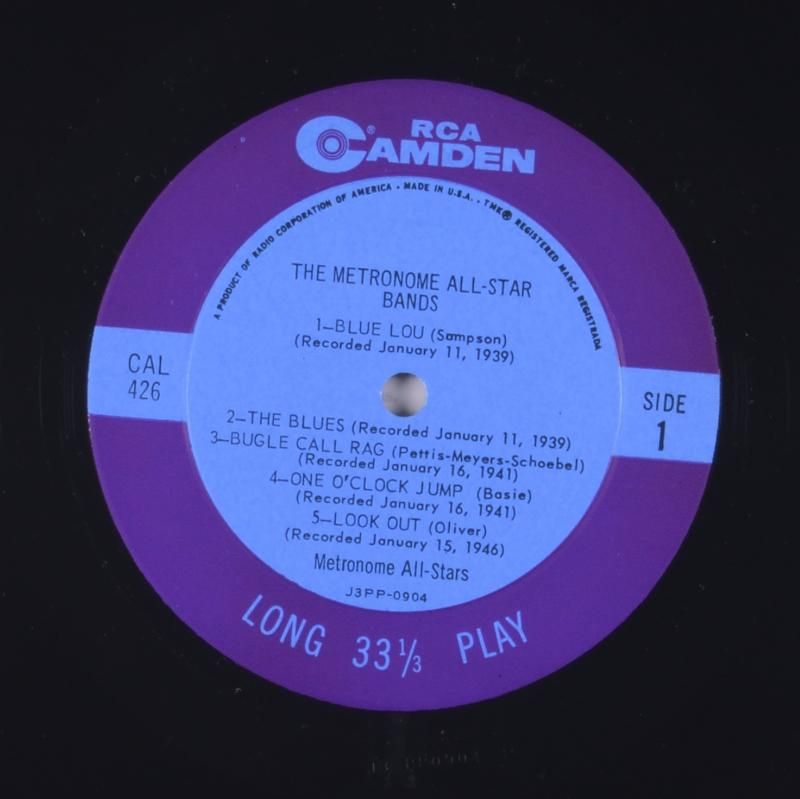 RCA
CAMDEN®
A PRODUCT OF RADIO CORPORATION OF AMERICA • MADE IN U.S.A. • TMK ® REGISTERED MARCA REGISTRADA
THE METRONOME ALL-STAR
BANDS
1—BLUE LOU (Sampson)
(Recorded January 11, 1939)
CAL
426
SIDE
1
2—THE BLUES (Recorded January 11, 1939)
3—BUGLE CALL RAG (Pettis-Meyers-Schoebel)
(Recorded January 16, 1941)
4—ONE O'CLOCK JUMP (Basie)
(Recorded January 16, 1941)
5—LOOK OUT (Oliver)
(Recorded January 15, 1946)
Metronome All-Stars
J3PP-0904
LONG 33⅓ PLAY